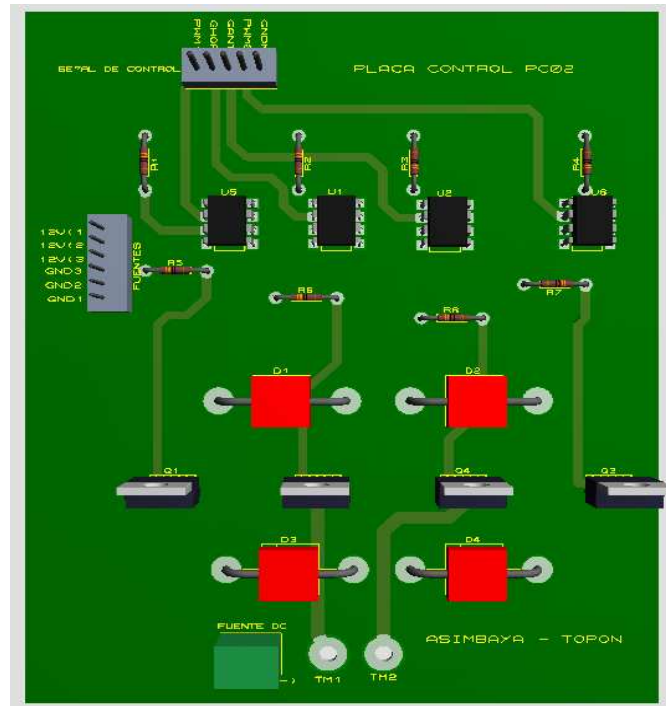 GND
SEÑAL DE CONTROL
PLACA CONTROL PC02
R1
R2
R3
R4
U5
U1
U2
U6
12V(1
12V(2
12V(3
GND3
GND2
GND1
FUENTES
R5
R6
R8
R7
D1
D2
Q1
Q4
Q3
D3
D4
FUENTE DC
ASIMBAYA - TOPON
TM1
TM2